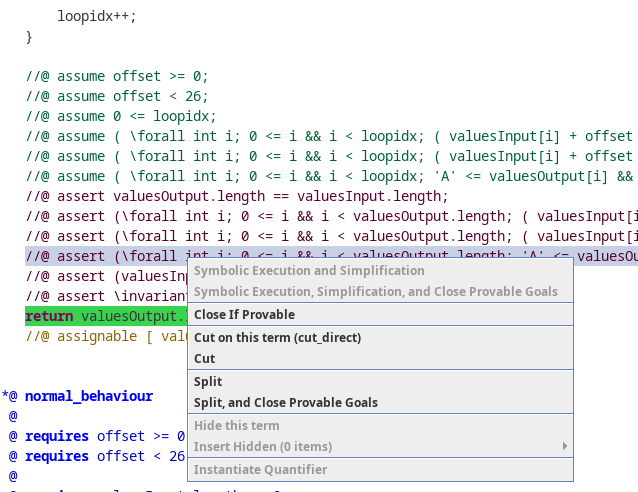 loopidx++;
}
//@ assume offset >= 0;
//@ assume offset < 26;
//@ assume 0 <= loopidx;
//@ assume ( \forall int i; 0 <= i && i < loopidx; ( valuesInput[i] + offset
//@ assume ( \forall int i; 0 <= i && i < loopidx; ( valuesInput[i] + offset
//@ assume ( \forall int i; 0 <= i && i < loopidx; 'A' <= valuesOutput[i] &&
//@ assert valuesOutput.length == valuesInput.length;
//@ assert (\forall int i; 0 <= i && i < valuesOutput.length; ( valuesInput[i
//@ assert (\forall int i; 0 <= i && i < valuesOutput.length; ( valuesInput[i
//@ assert (\forall int i; 0 <= i && i < valuesOutput.length; 'A' <= valuesOu
//@ assert (valuesInp
//@ assert \invariant
return valuesOutput.
//@ assignable [ valu
*@ normal_behaviour
@
@ requires offset >= 0
@ requires offset < 26
@
Symbolic Execution and Simplification
Symbolic Execution, Simplification, and Close Provable Goals
Close If Provable
Cut on this term (cut_direct)
Cut
Split
Split, and Close Provable Goals
Hide this term
Insert Hidden (0 items)
Instantiate Quantifier